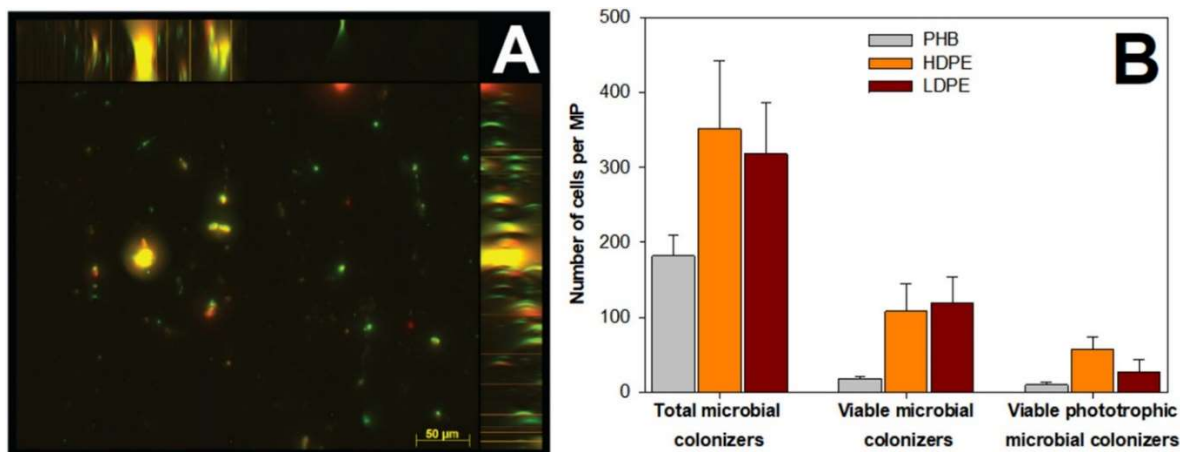 A
50 µm
B
Number of cells per MP
500
400
300
200
100
0
PHB
HDPE
LDPE
Total microbial
colonizers
Viable microbial
colonizers
Viable phototrophic
microbial colonizers